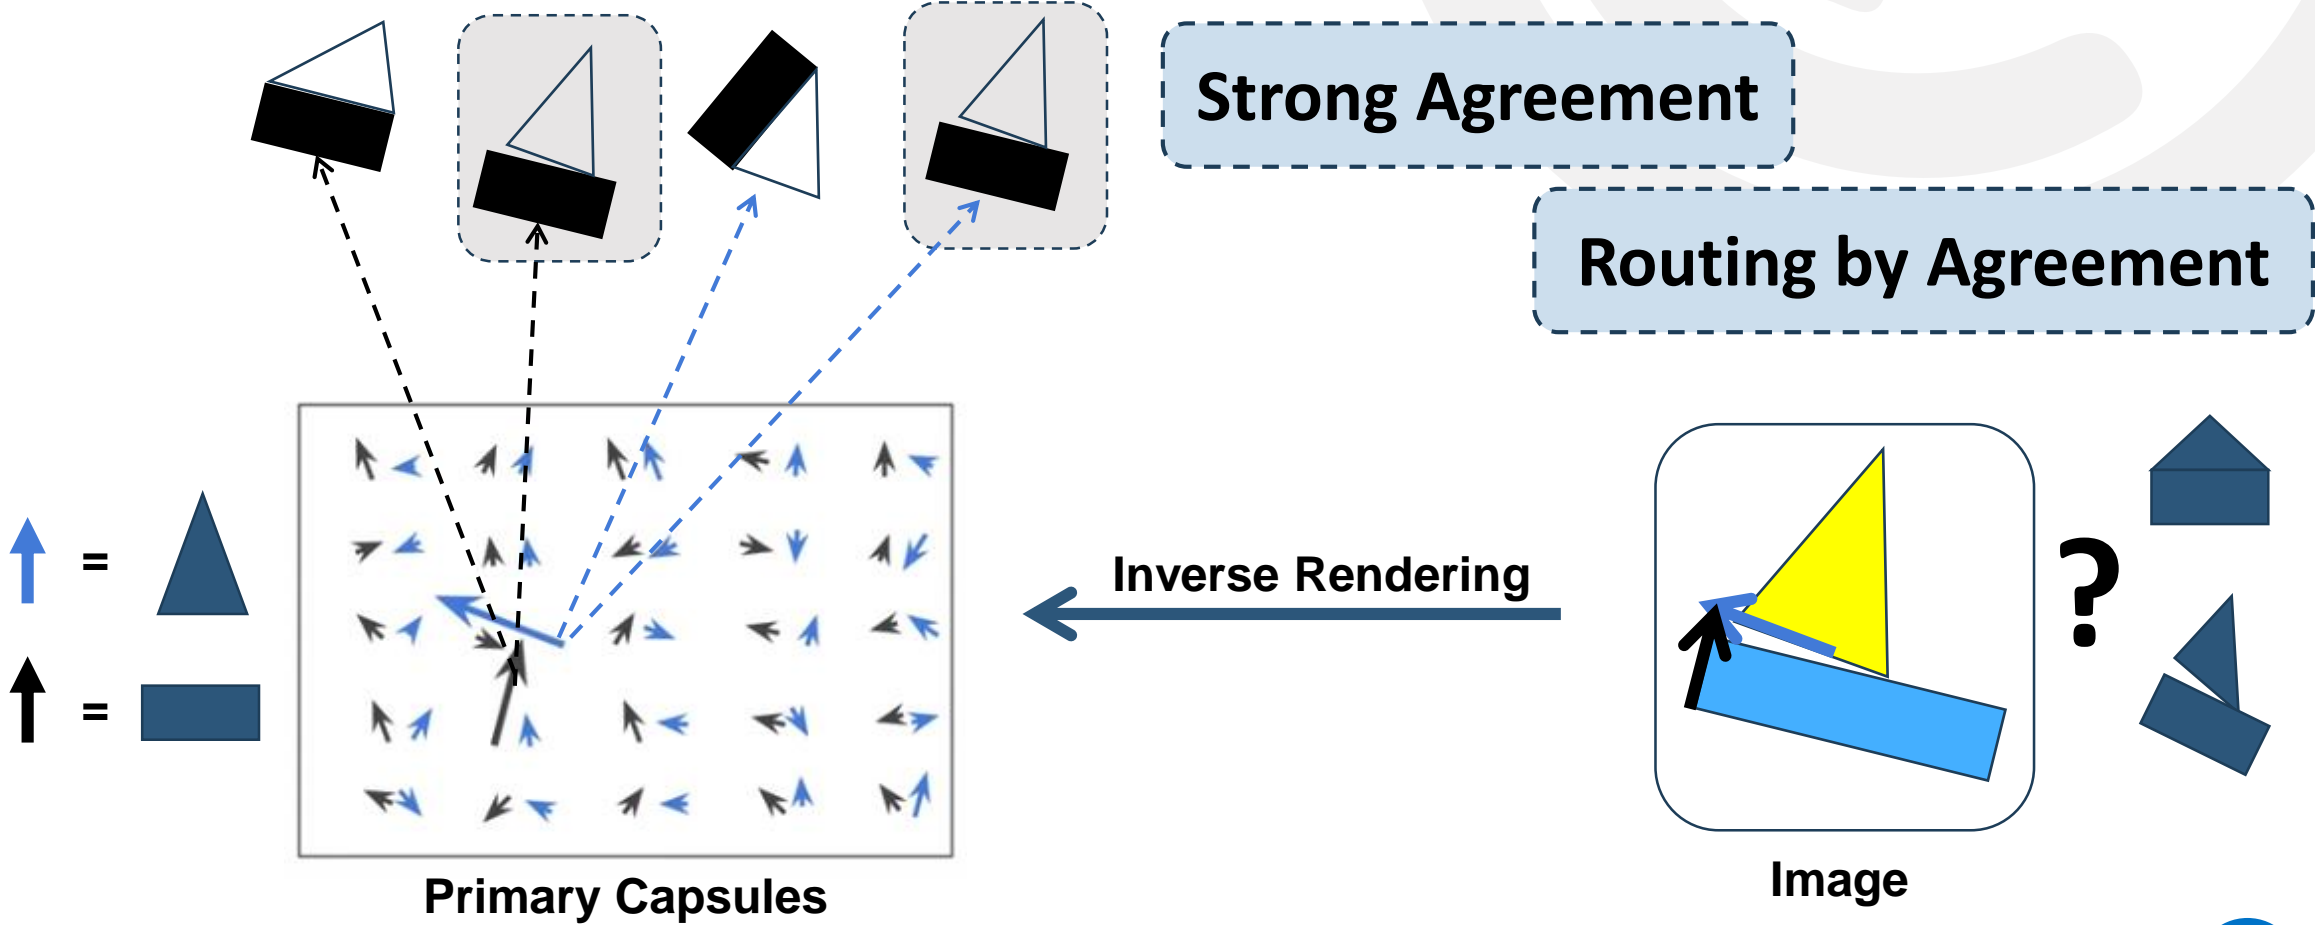 Strong Agreement
Routing by Agreement
=
=
Inverse Rendering
?
Primary Capsules
Image